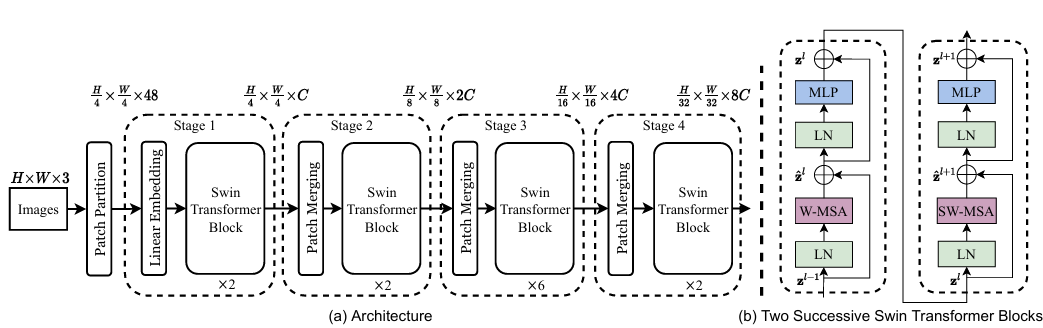 H×W×3
Images
H/4 × W/4 × 48
Patch Partition
H/4 × W/4 × C
Stage 1
Linear Embedding
Swin
Transformer
Block
×2
H/8 × W/8 × 2C
Stage 2
Patch Merging
Swin
Transformer
Block
×2
H/16 × W/16 × 4C
Stage 3
Patch Merging
Swin
Transformer
Block
×6
H/32 × W/32 × 8C
Stage 4
Patch Merging
Swin
Transformer
Block
×2
(a) Architecture
z^l
MLP
LN
ẑ^l
W-MSA
LN
z^{l-1}
z^{l+1}
MLP
LN
ẑ^{l+1}
SW-MSA
LN
z^l
(b) Two Successive Swin Transformer Blocks